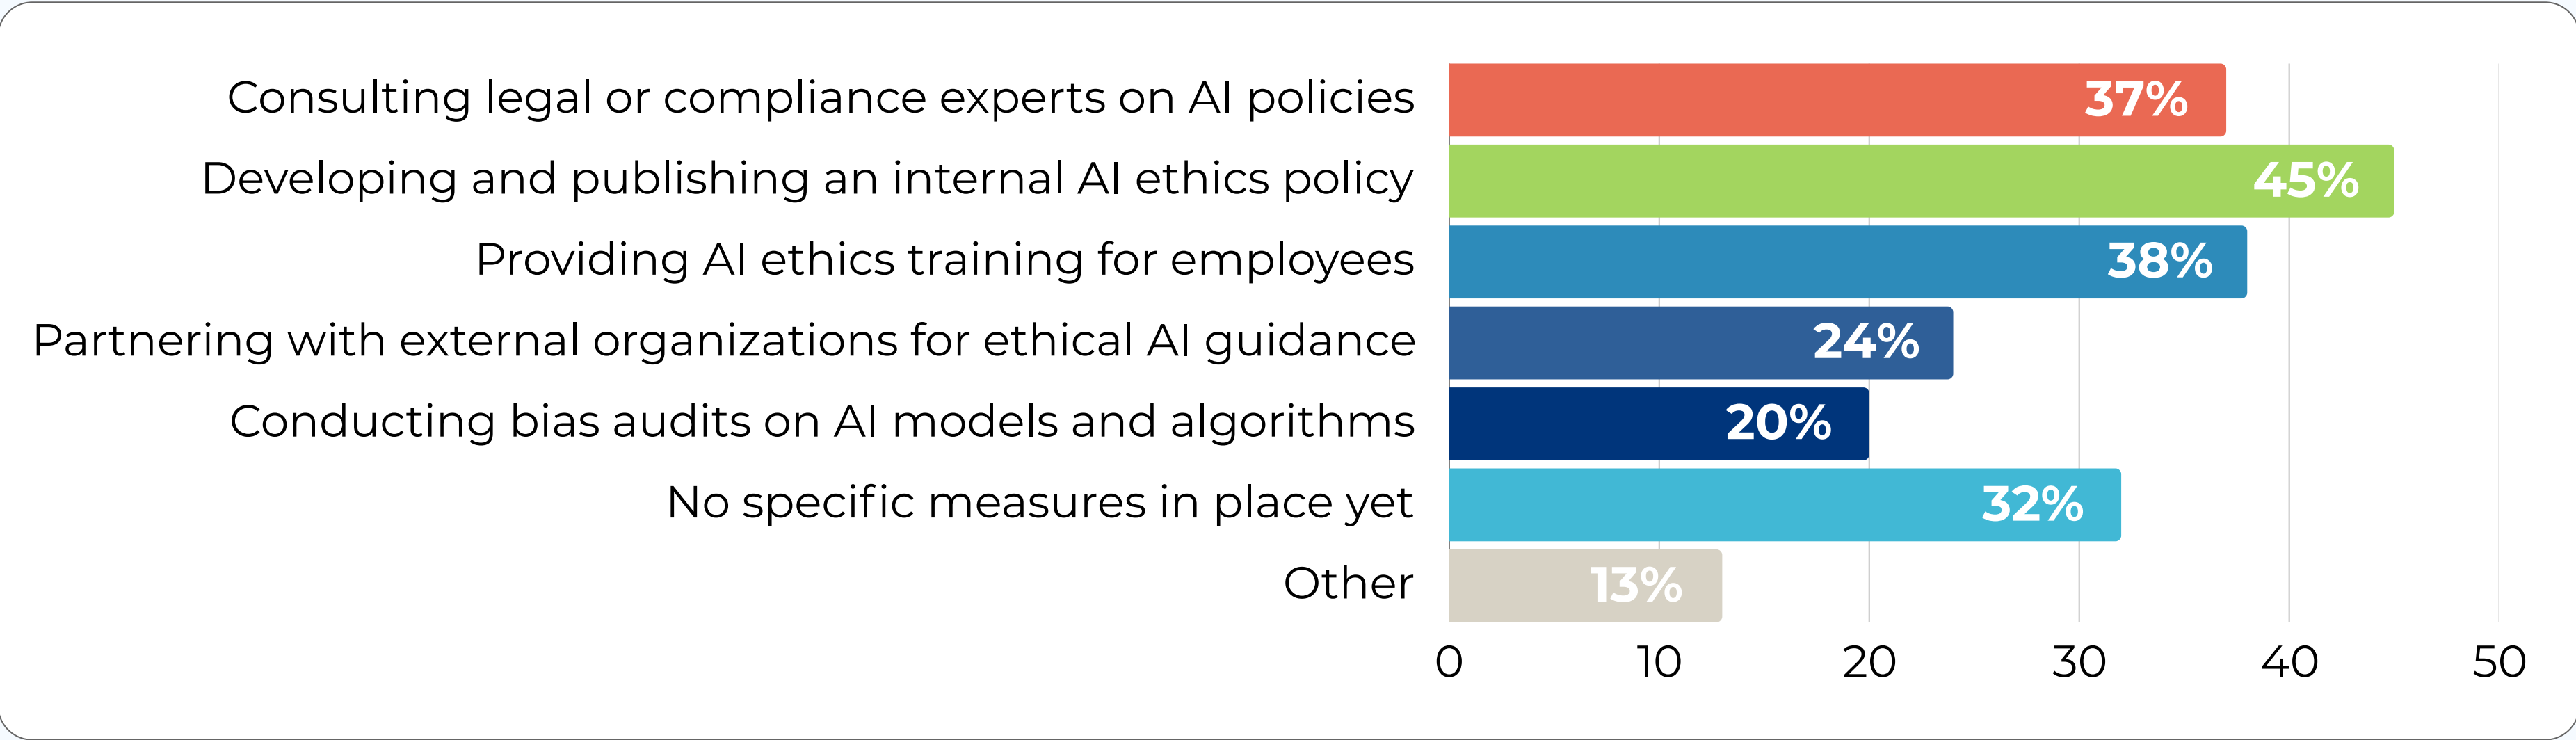 Consulting legal or compliance experts on AI policies 37%
Developing and publishing an internal AI ethics policy 45%
Providing AI ethics training for employees 38%
Partnering with external organizations for ethical AI guidance 24%
Conducting bias audits on AI models and algorithms 20%
No specific measures in place yet 32%
Other 13%
0 10 20 30 40 50